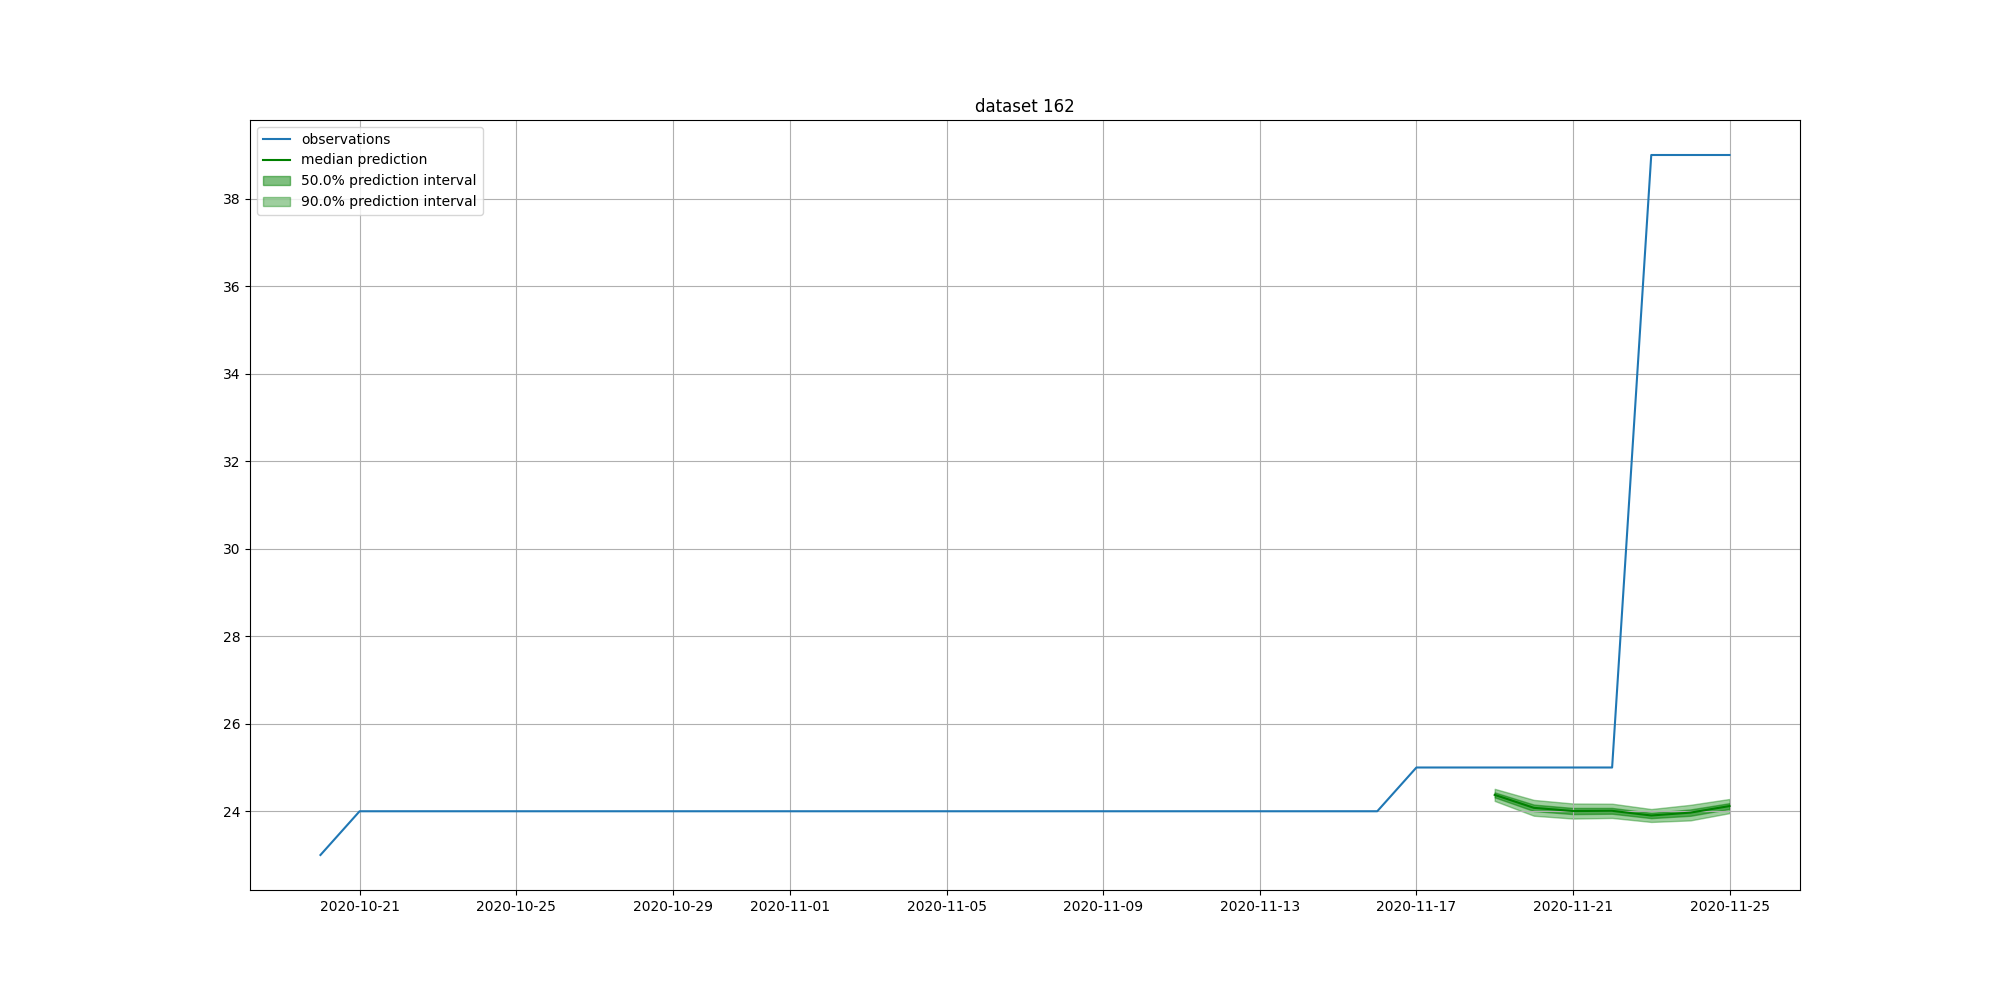 dataset 162
observations
median prediction
50.0% prediction interval
90.0% prediction interval
38
36
34
32
30
28
26
24
2020-10-21 2020-10-25 2020-10-29 2020-11-01 2020-11-05 2020-11-09 2020-11-13 2020-11-17 2020-11-21 2020-11-25